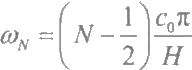 ω_N = (N − 1/2) c₀π/H